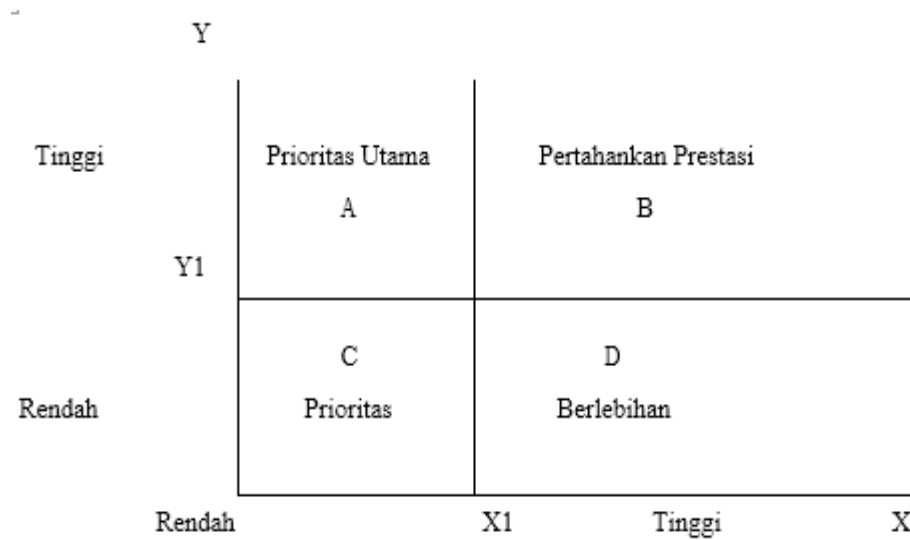 Y
Tinggi Prioritas Utama Pertahankan Prestasi
A B
Y1
C D
Rendah Prioritas Berlebihan
Rendah X1 Tinggi X